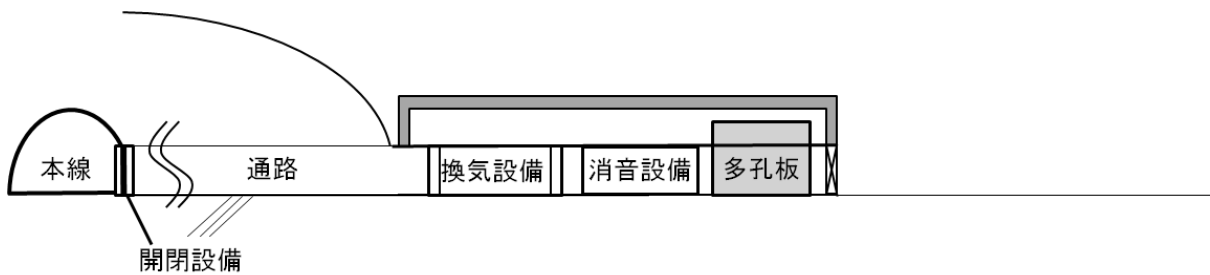 本線
通路
換気設備
消音設備
多孔板
開閉設備